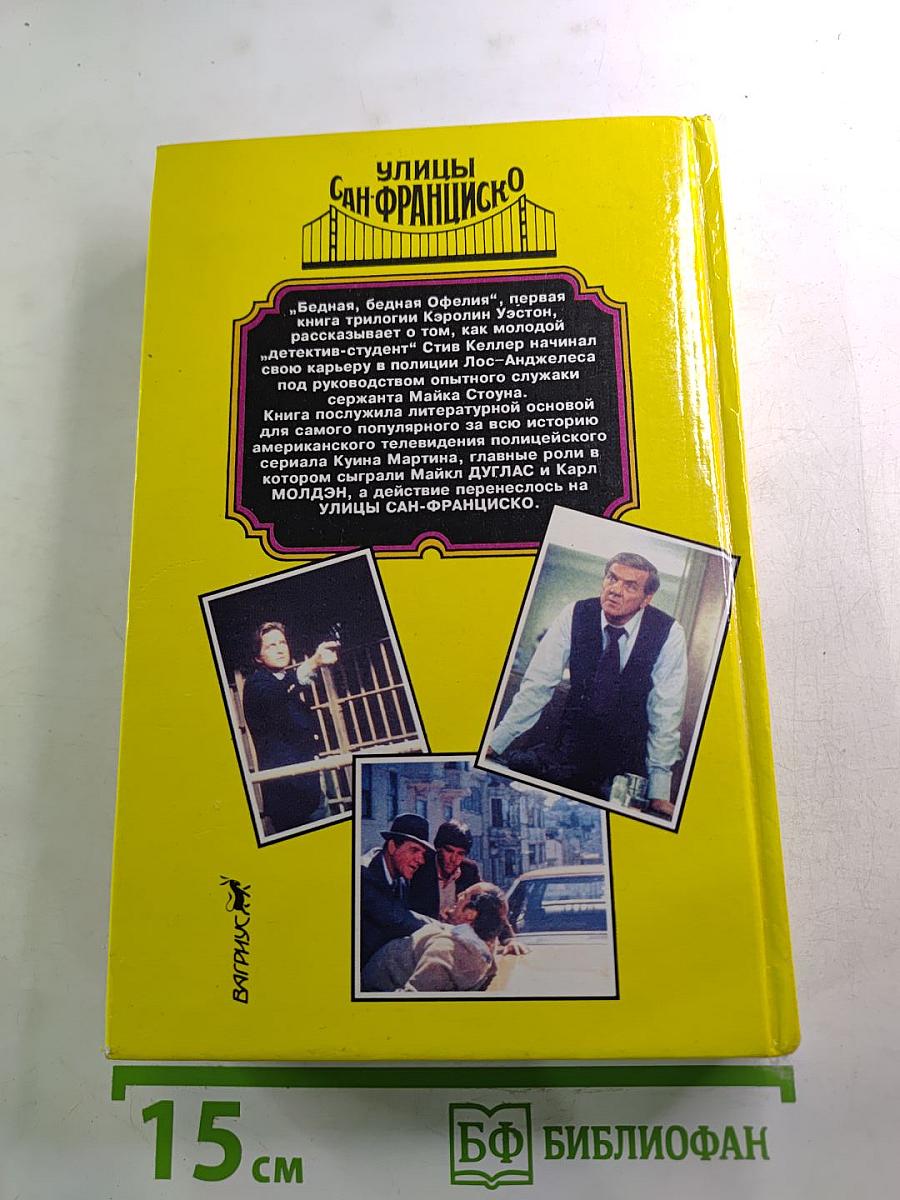 УЛИЦЫ
САН-ФРАНЦИСКО
„Бедная, бедная Офелия“, первая
книга трилогии Кэролин Уэстон,
рассказывает о том, как молодой
„детектив-студент“ Стив Келлер начинал
свою карьеру в полиции Лос-Анджелеса
под руководством опытного служаки
сержанта Майка Стоуна.
Книга послужила литературной основой
для самого популярного за всю историю
американского телевидения полицейского
сериала Куина Мартина, главные роли в
котором сыграли Майкл ДУГЛАС и Карл
МОЛДЭН, а действие перенеслось на
УЛИЦЫ САН-ФРАНЦИСКО.
ВАГРИУС
15 см
БФ БИБЛИОФАН